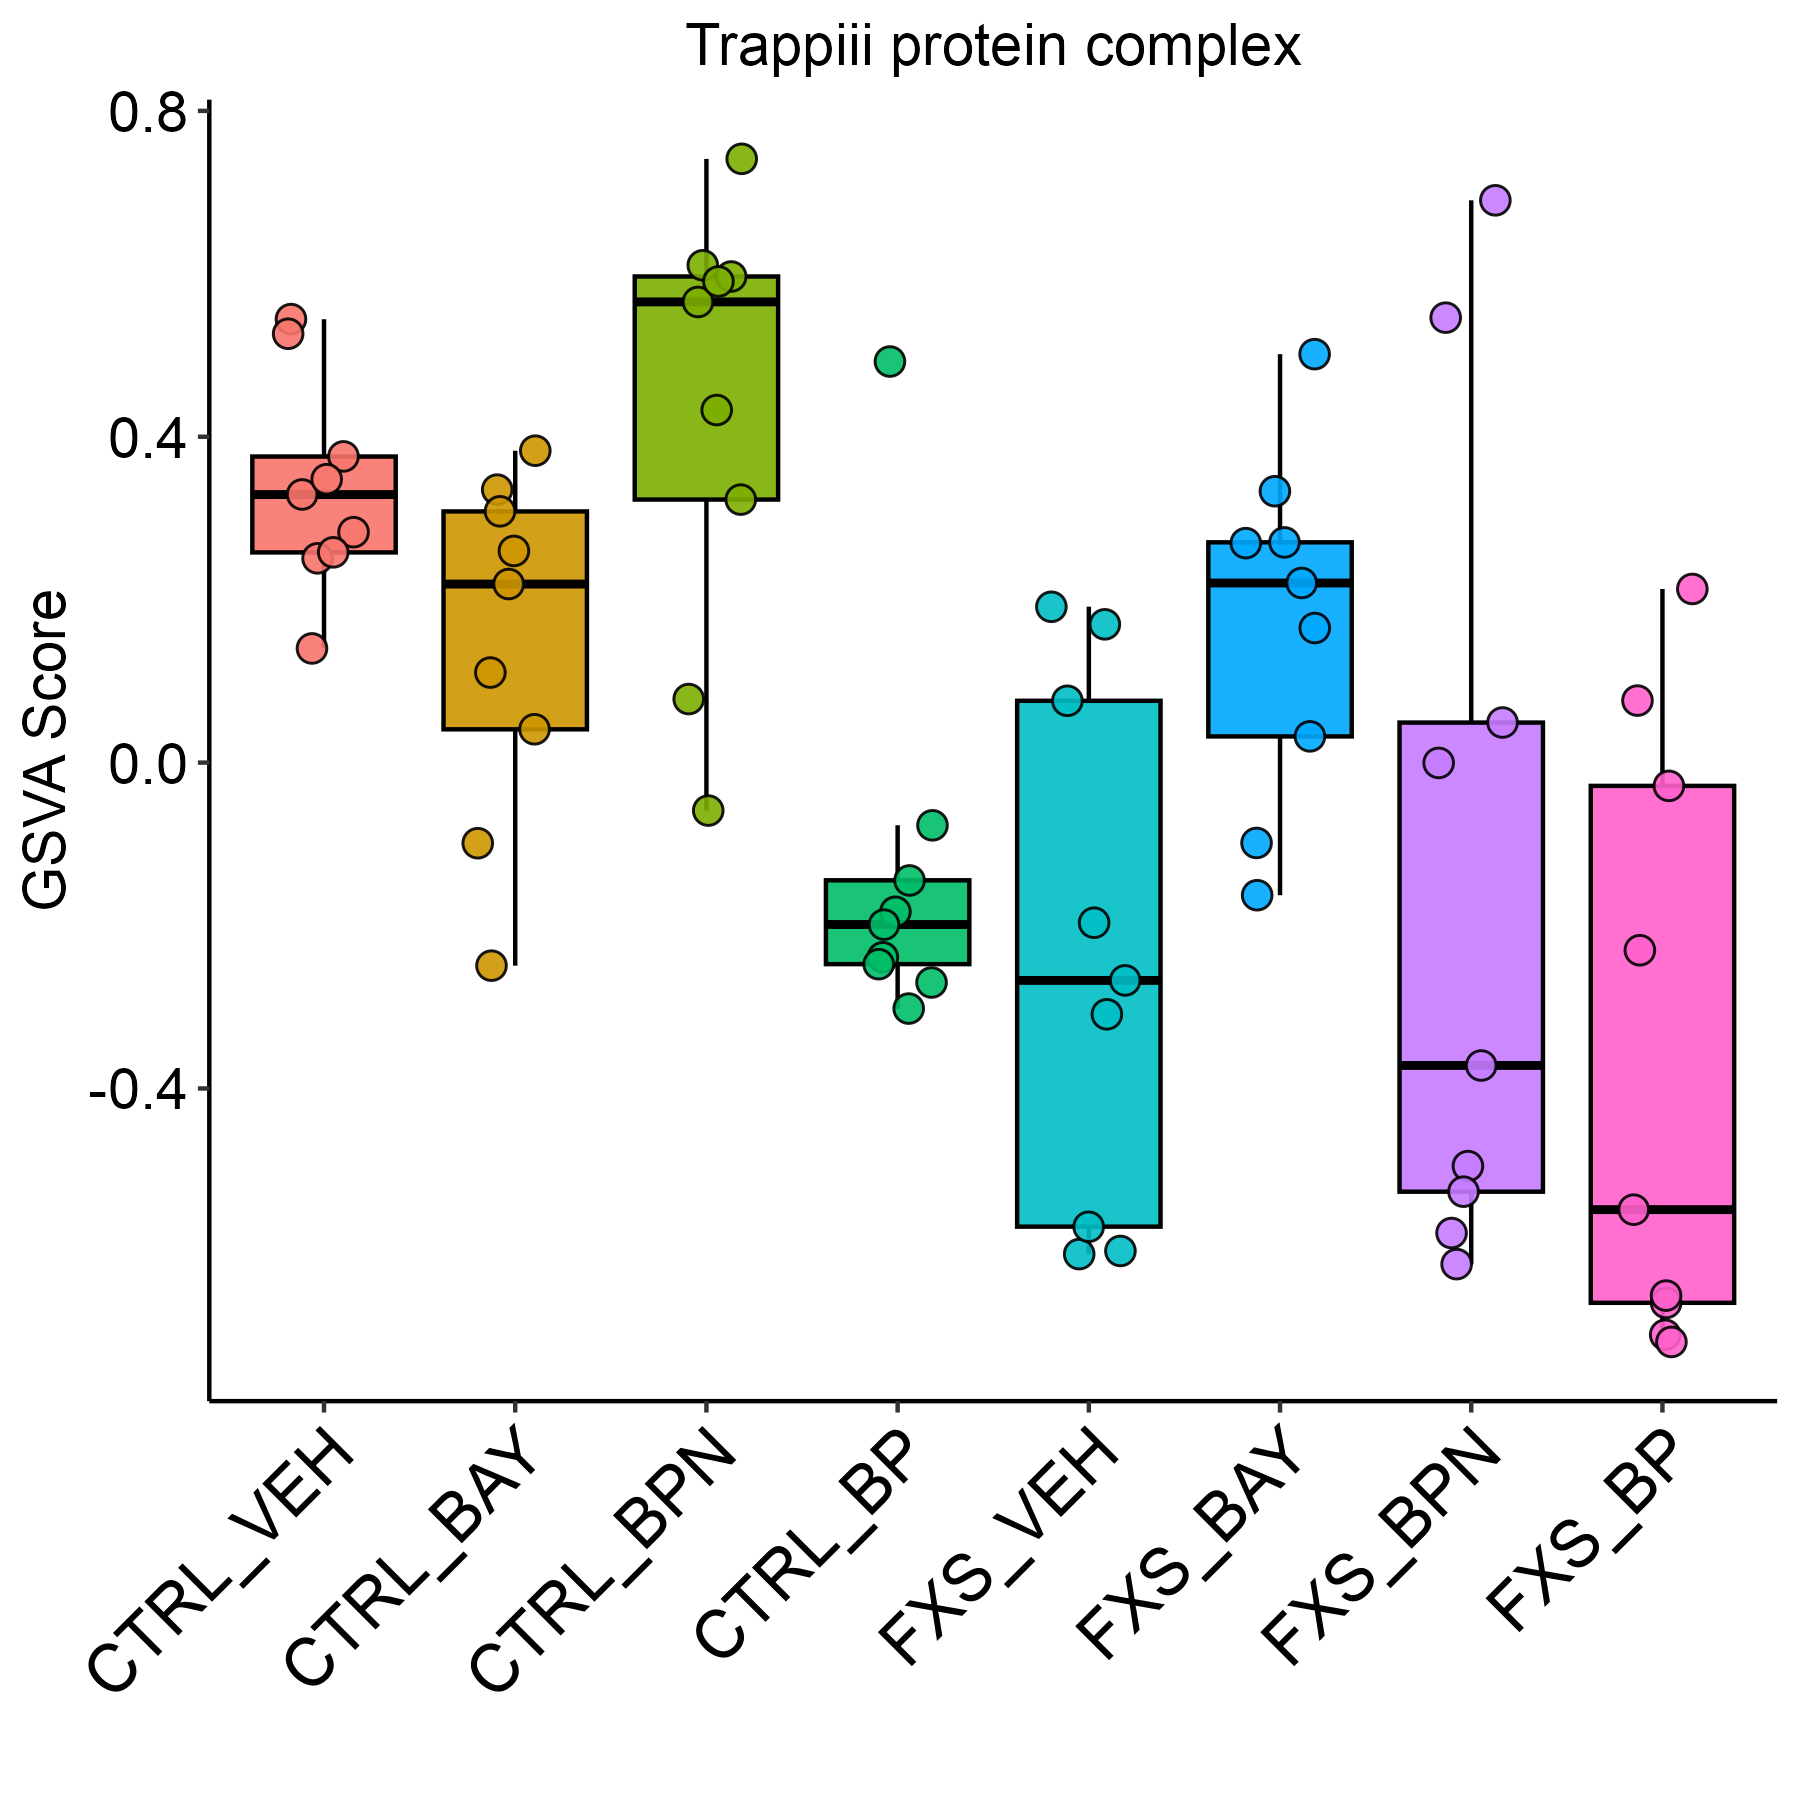 Trappiii protein complex
0.8
0.4
0.0
-0.4
GSVA Score
CTRL_VEH
CTRL_BAY
CTRL_BPN
CTRL_BP
FXS_VEH
FXS_BAY
FXS_BPN
FXS_BP